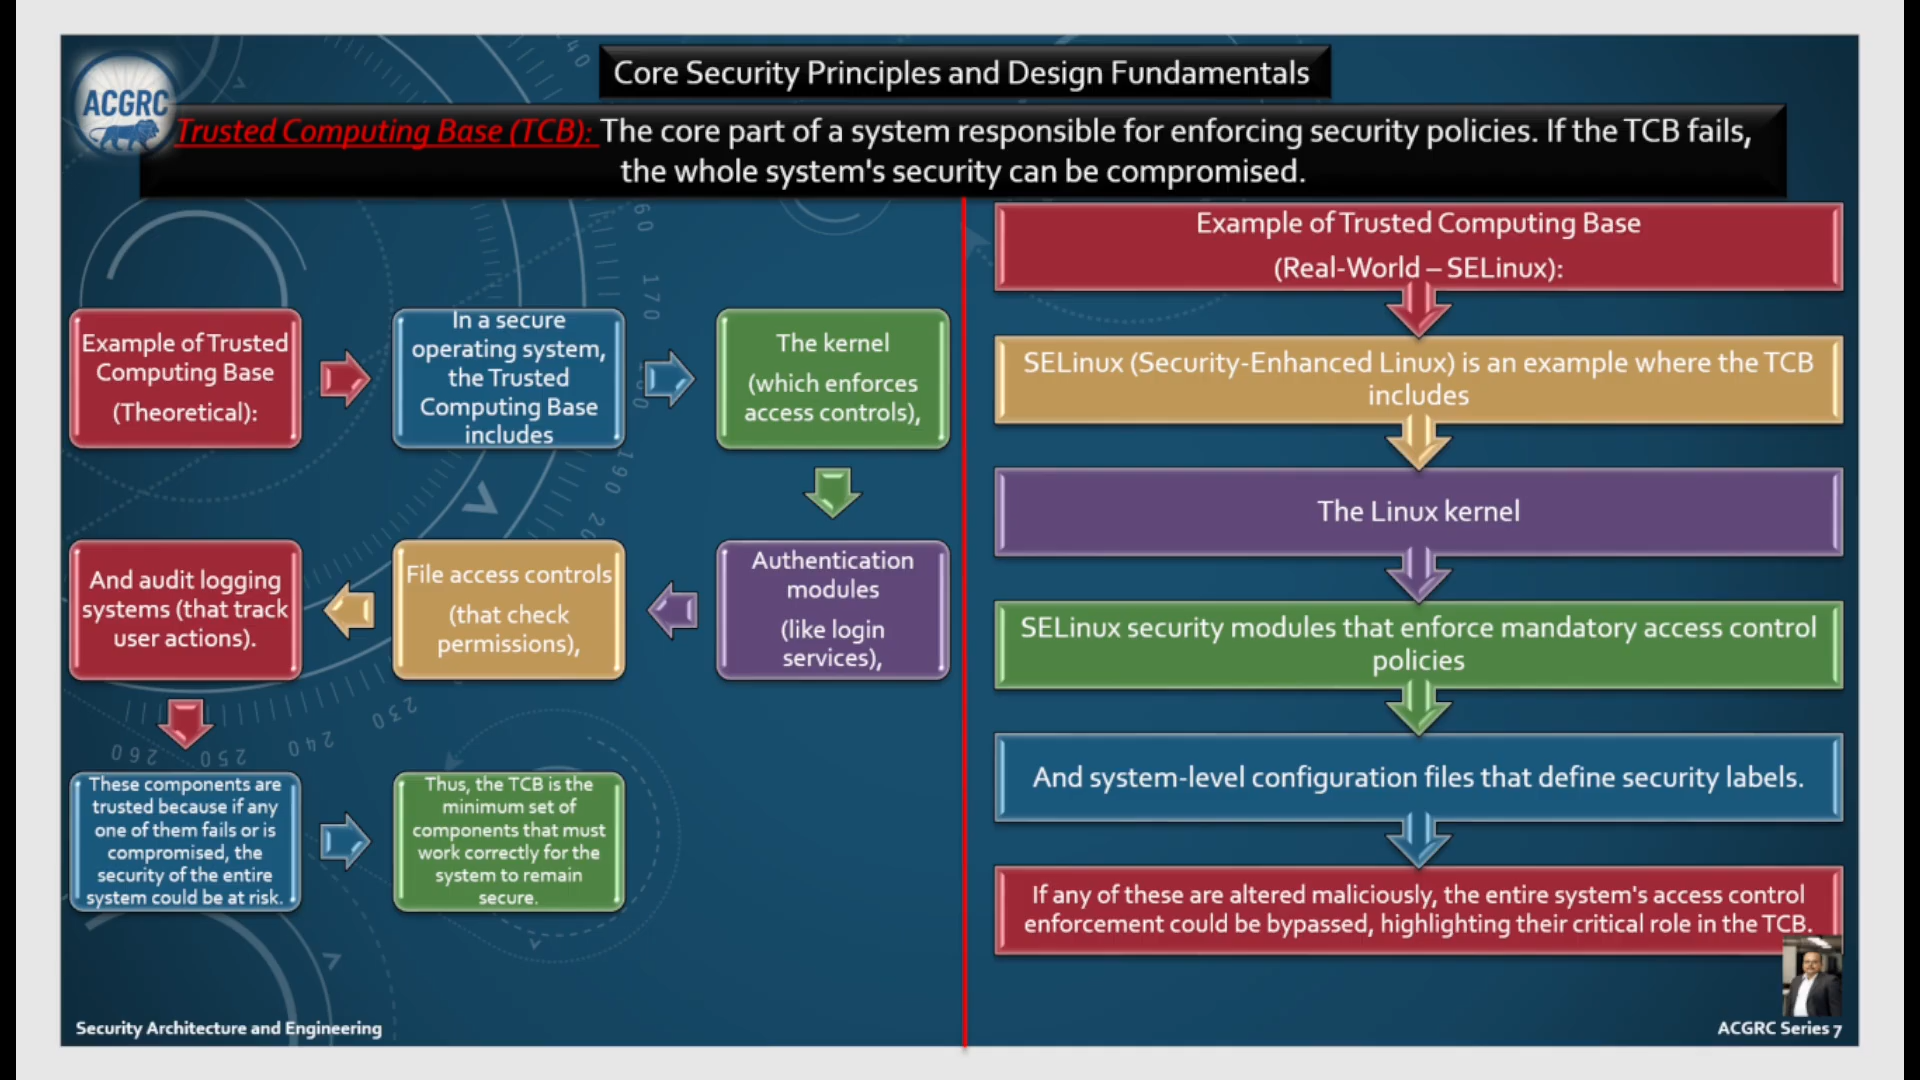 Core Security Principles and Design Fundamentals
ACGRC
Trusted Computing Base (TCB): The core part of a system responsible for enforcing security policies. If the TCB fails,
the whole system's security can be compromised.
Example of Trusted
Computing Base
(Theoretical):
In a secure
operating system,
the Trusted
Computing Base
includes
The kernel
(which enforces
access controls),
Authentication
modules
(like login
services),
File access controls
(that check
permissions),
And audit logging
systems (that track
user actions).
These components are
trusted because if any
one of them fails or is
compromised, the
security of the entire
system could be at risk.
Thus, the TCB is the
minimum set of
components that must
work correctly for the
system to remain
secure.
Example of Trusted Computing Base
(Real-World – SELinux):
SELinux (Security-Enhanced Linux) is an example where the TCB
includes
The Linux kernel
SELinux security modules that enforce mandatory access control
policies
And system-level configuration files that define security labels.
If any of these are altered maliciously, the entire system's access control
enforcement could be bypassed, highlighting their critical role in the TCB.
40
160
170
190
230
240
250
260
Security Architecture and Engineering
ACGRC Series 7